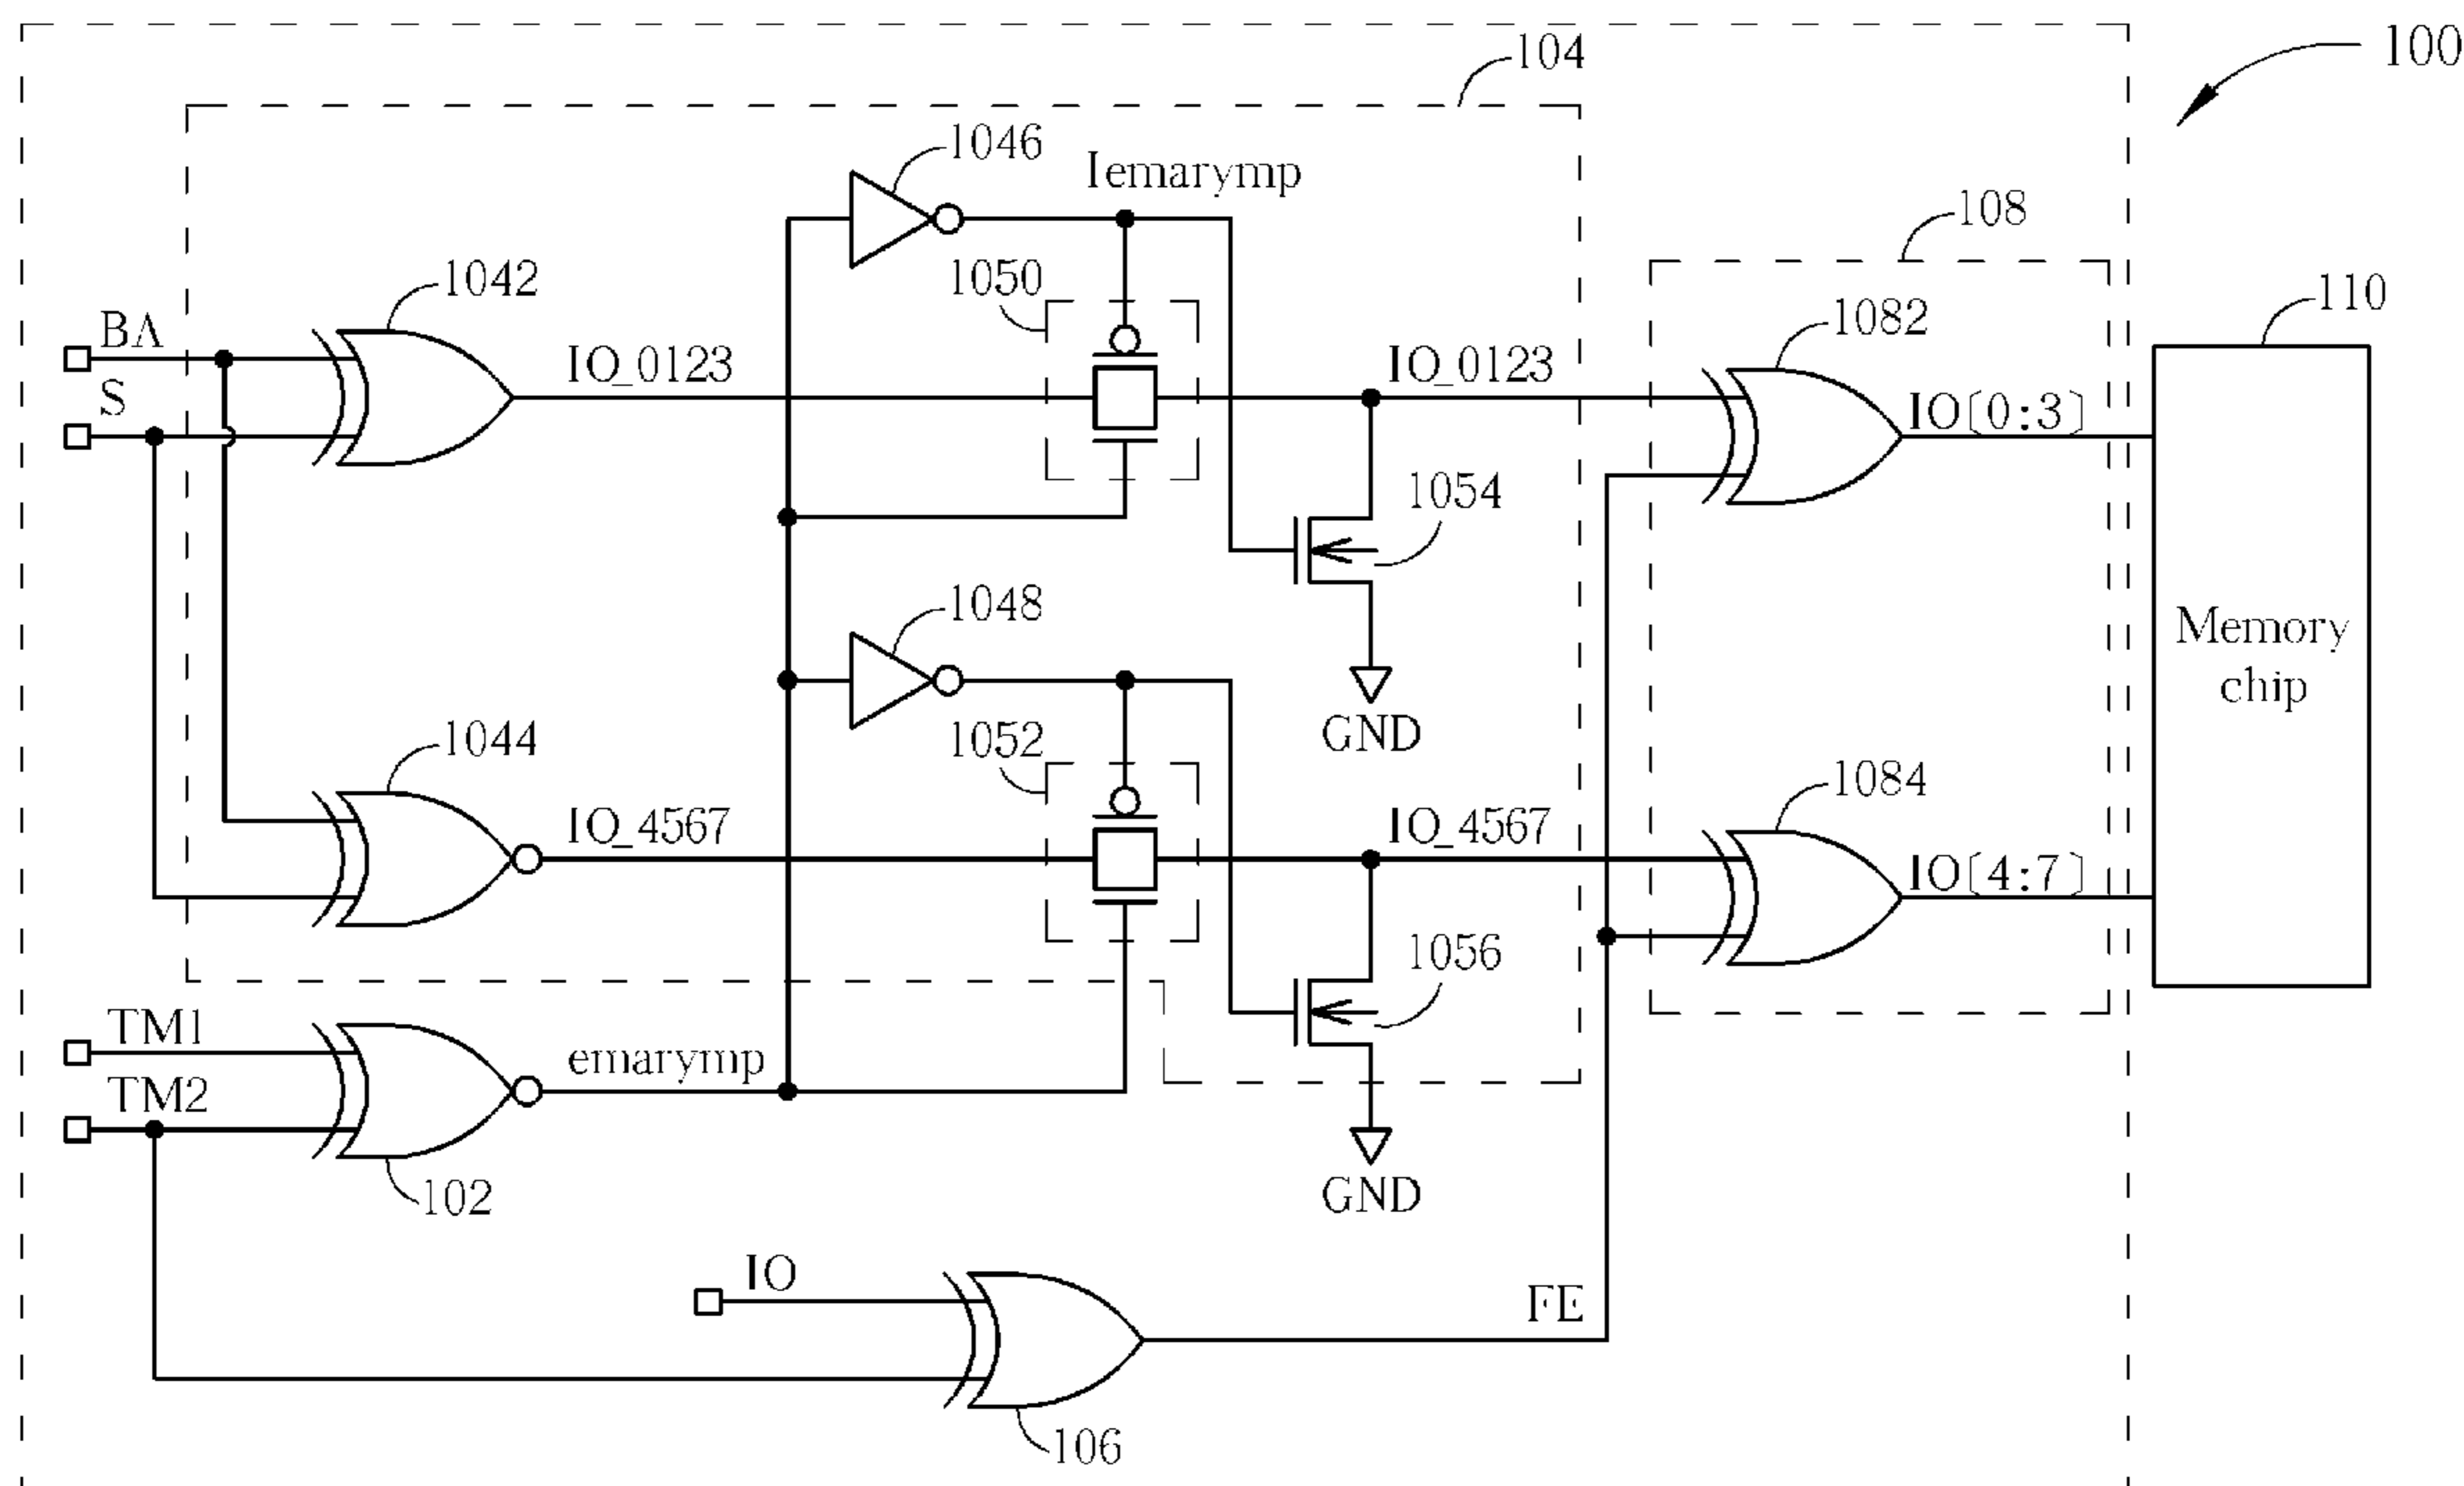 100
104
1046
Iemarymp
108
1042
1050
1082
110
BA
S
IO_0123
IO_0123
IO[0:3]
1054
1048
Memory
chip
GND
1044
1052
1084
IO_4567
IO_4567
IO[4:7]
1056
TM1
emarymp
TM2
102
GND
IO
FE
106